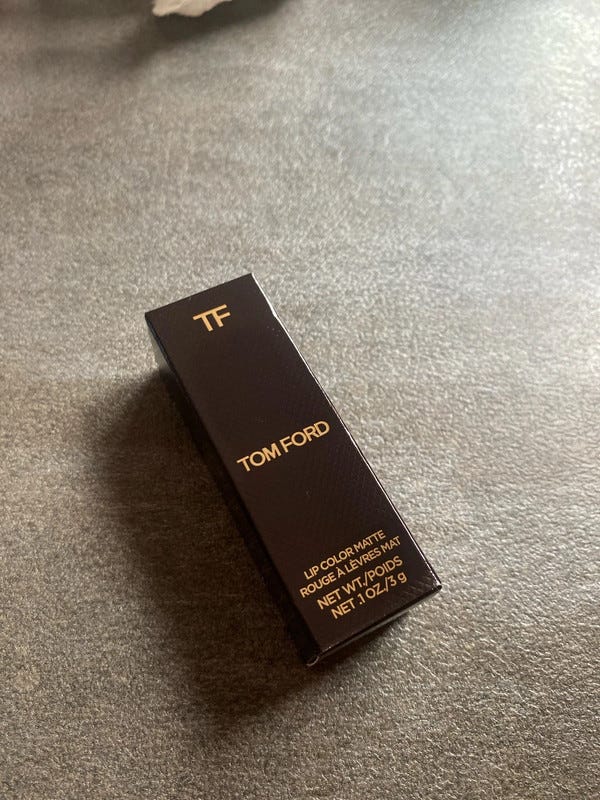 TF
TOM FORD
LIP COLOR MATTE
ROUGE À LÈVRES MAT
NET WT./POIDS
NET .1 OZ./3 g